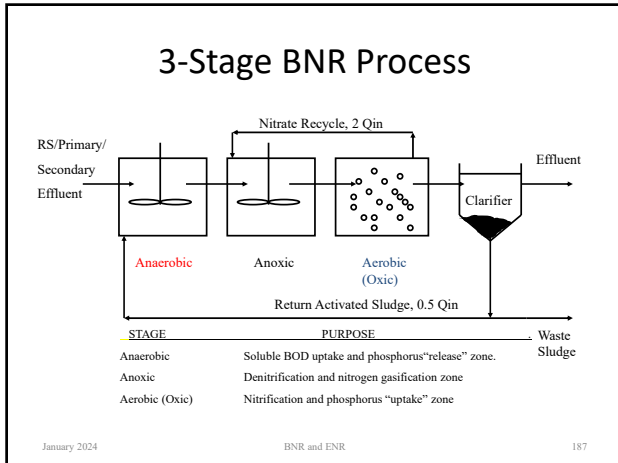 3-Stage BNR Process
Nitrate Recycle, 2 Qin
RS/Primary/
Secondary
Effluent
Effluent
Clarifier
Anaerobic
Anoxic
Aerobic
(Oxic)
Return Activated Sludge, 0.5 Qin
Waste
Sludge
STAGE PURPOSE .
Anaerobic Soluble BOD uptake and phosphorus“release” zone.
Anoxic Denitrification and nitrogen gasification zone
Aerobic (Oxic) Nitrification and phosphorus “uptake” zone
January 2024 BNR and ENR 187